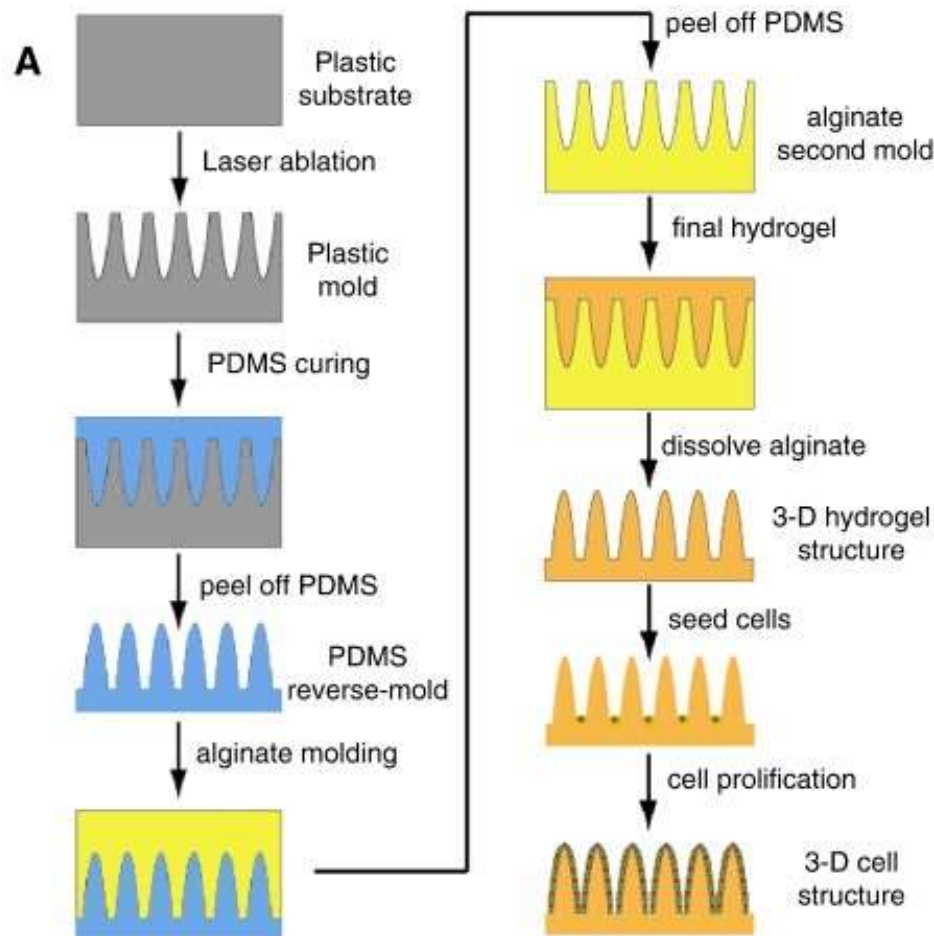 A
Plastic
substrate
Laser ablation
Plastic
mold
PDMS curing
peel off PDMS
PDMS
reverse-mold
alginate molding
peel off PDMS
alginate
second mold
final hydrogel
dissolve alginate
3-D hydrogel
structure
seed cells
cell prolification
3-D cell
structure